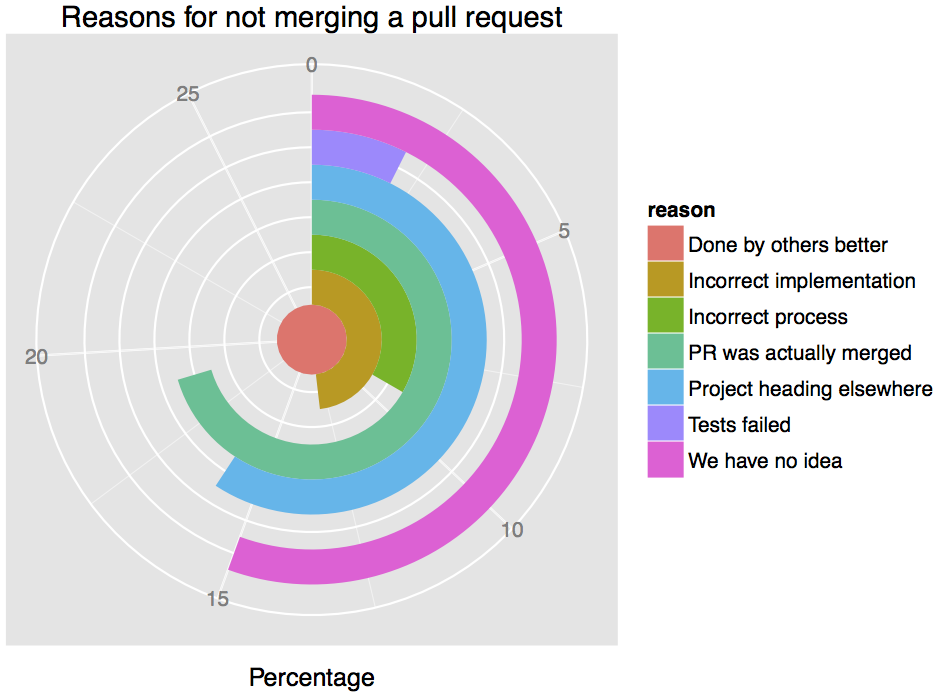 Reasons for not merging a pull request
0
25
5
20
10
15
Percentage
reason
Done by others better
Incorrect implementation
Incorrect process
PR was actually merged
Project heading elsewhere
Tests failed
We have no idea